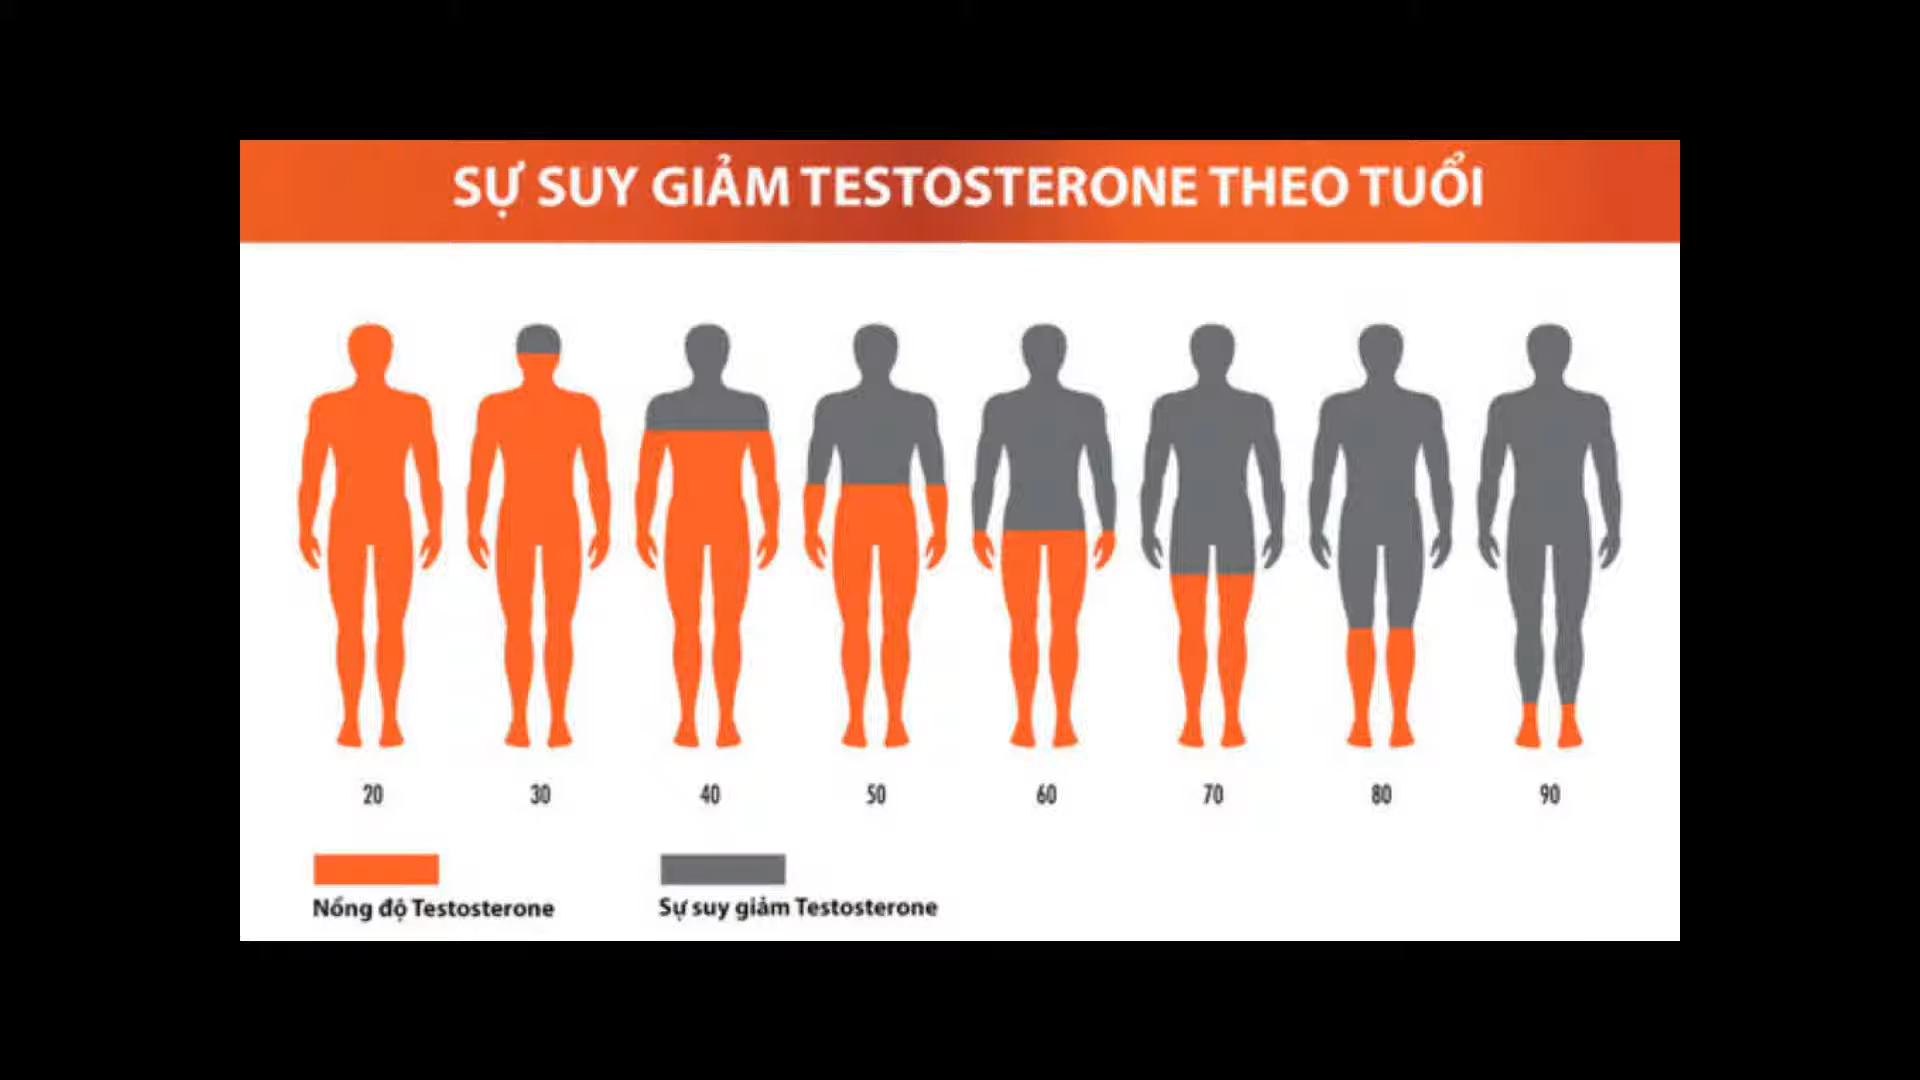 SỰ SUY GIẢM TESTOSTERONE THEO TUỔI
20 30 40 50 60 70 80 90
Nồng độ Testosterone Sự suy giảm Testosterone